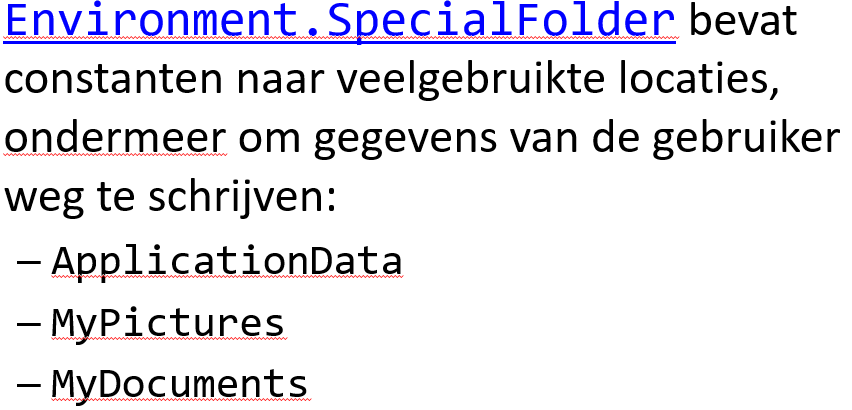 Environment.SpecialFolder bevat
constanten naar veelgebruikte locaties,
ondermeer om gegevens van de gebruiker
weg te schrijven:
– ApplicationData
– MyPictures
– MyDocuments